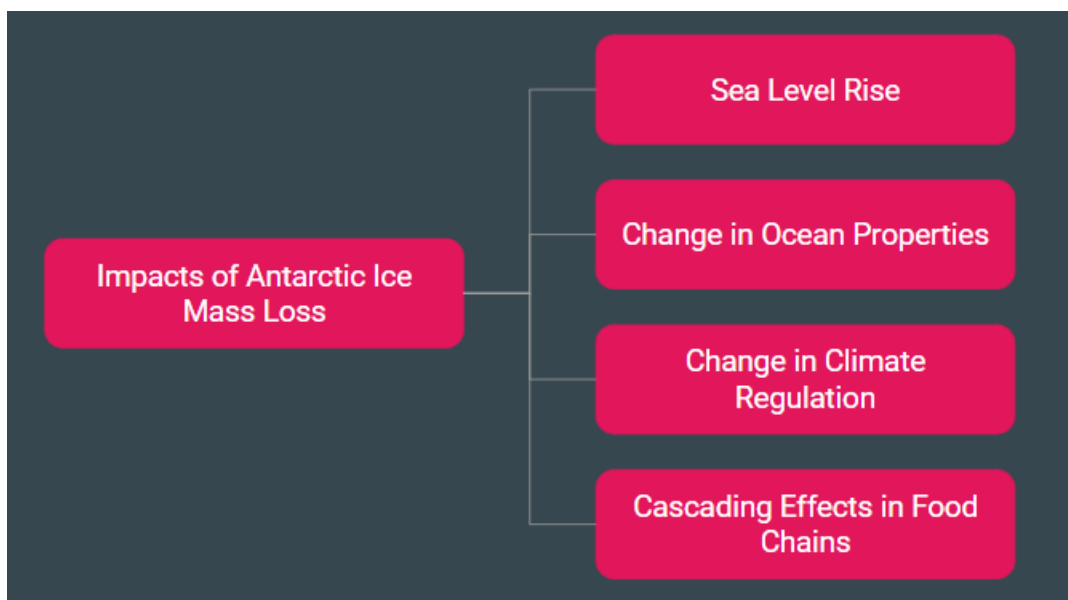 Sea Level Rise
Change in Ocean Properties
Impacts of Antarctic Ice
Mass Loss
Change in Climate
Regulation
Cascading Effects in Food
Chains